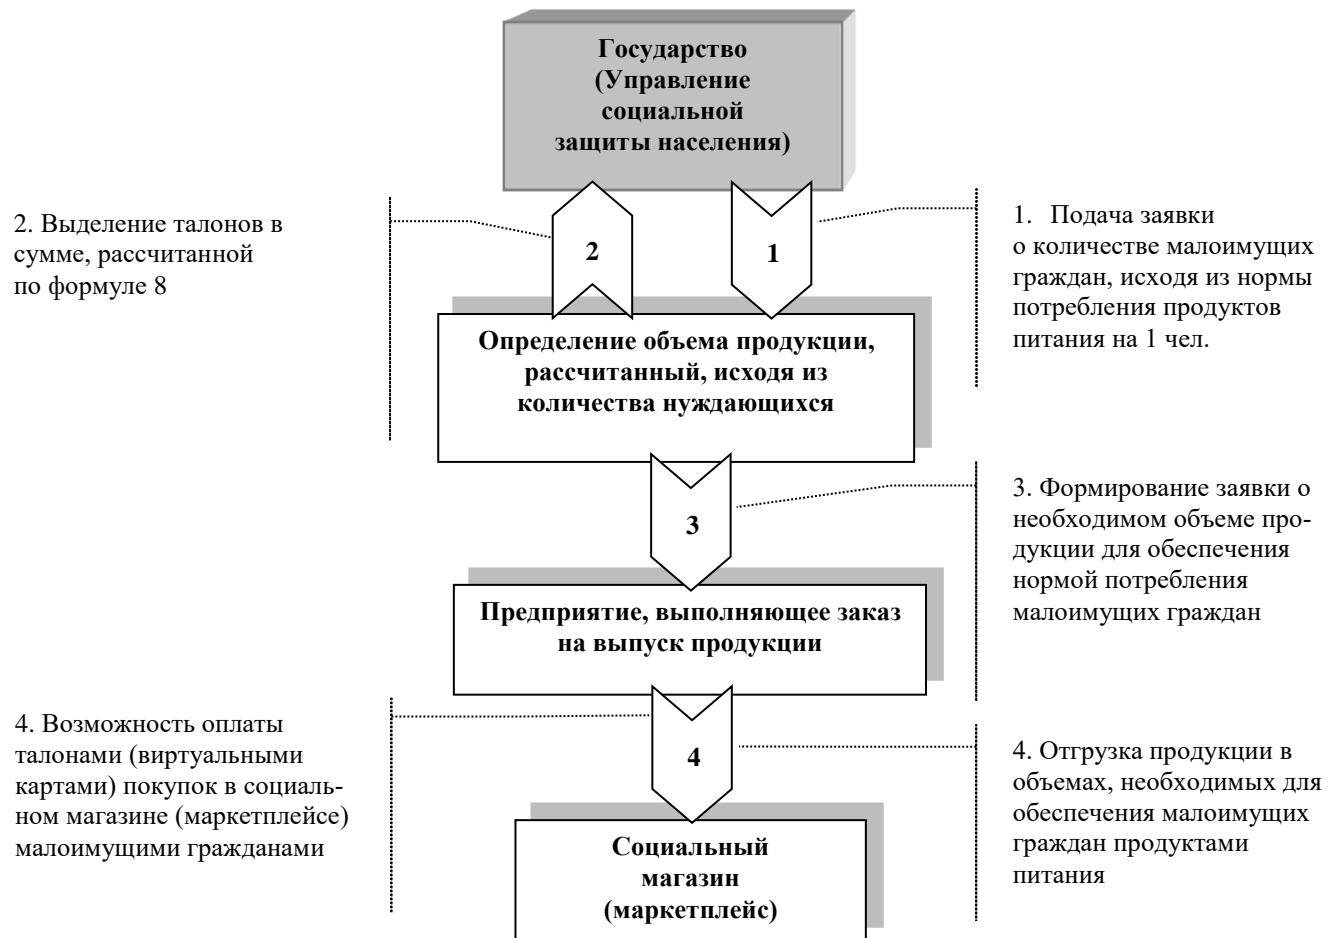 Государство
(Управление
социальной
защиты населения)
2. Выделение талонов в
сумме, рассчитанной
по формуле 8
2
1
1. Подача заявки
о количестве малоимущих
граждан, исходя из нормы
потребления продуктов
питания на 1 чел.
Определение объема продукции,
рассчитанный, исходя из
количества нуждающихся
3
3. Формирование заявки о
необходимом объеме про-
дукции для обеспечения
нормой потребления
малоимущих граждан
Предприятие, выполняющее заказ
на выпуск продукции
4. Возможность оплаты
талонами (виртуальными
картами) покупок в социаль-
ном магазине (маркетплейсе)
малоимущими гражданами
4
4. Отгрузка продукции в
объемах, необходимых для
обеспечения малоимущих
граждан продуктами
питания
Социальный
магазин
(маркетплейс)